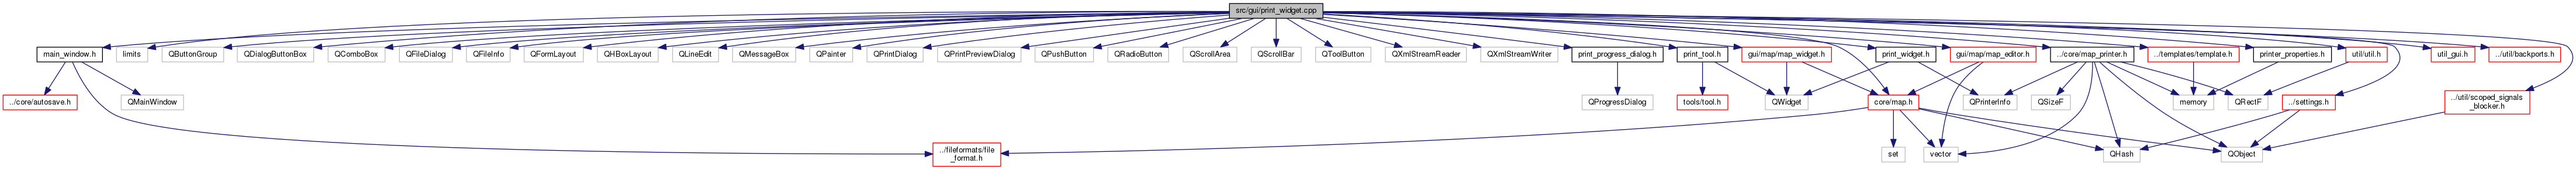 src/gui/print_widget.cpp
main_window.h
limits
QButtonGroup
QDialogButtonBox
QComboBox
QFileDialog
QFileInfo
QFormLayout
QHBoxLayout
QLineEdit
QMessageBox
QPainter
QPrintDialog
QPrintPreviewDialog
QPushButton
QRadioButton
QScrollArea
QScrollBar
QToolButton
QXmlStreamReader
QXmlStreamWriter
print_progress_dialog.h
print_tool.h
gui/map/map_widget.h
print_widget.h
gui/map/map_editor.h
../core/map_printer.h
../templates/template.h
printer_properties.h
util/util.h
util_gui.h
../util/backports.h
../core/autosave.h
QMainWindow
QProgressDialog
tools/tool.h
QWidget
core/map.h
QPrinterInfo
QSizeF
memory
QRectF
../settings.h
../util/scoped_signals
_blocker.h
../fileformats/file
_format.h
set
vector
QHash
QObject